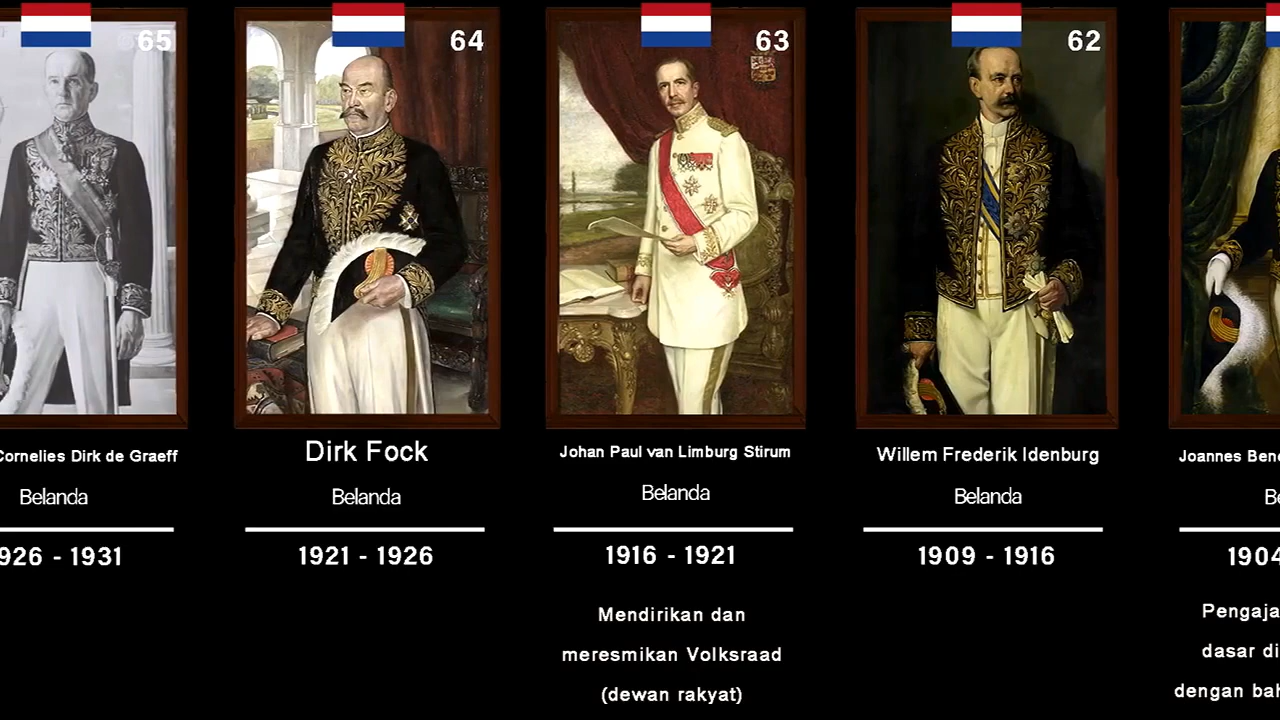 65
Cornelies Dirk de Graeff
Belanda
926 - 1931
64
Dirk Fock
Belanda
1921 - 1926
63
Johan Paul van Limburg Stirum
Belanda
1916 - 1921
Mendirikan dan
meresmikan Volksraad
(dewan rakyat)
62
Willem Frederik Idenburg
Belanda
1909 - 1916
Joannes Bene
Be
1904
Pengaja
dasar di
dengan bah